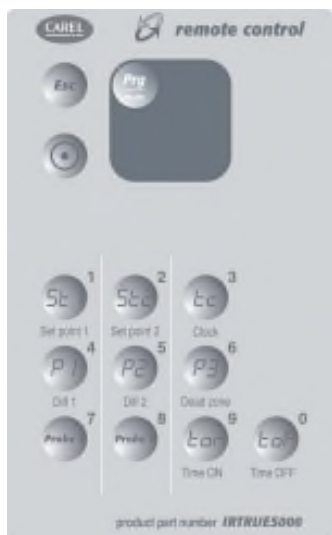 CAREL remote control
Esc
Prg
1 2 3
St St2 tc
Set point 1 Set point 2 Clock
4 5 6
P1 P2 P3
Diff 1 Diff 2 Dead zone
7 8 9 0
Probe Probe ton toF
Time ON Time OFF
product part number IRTRUES000